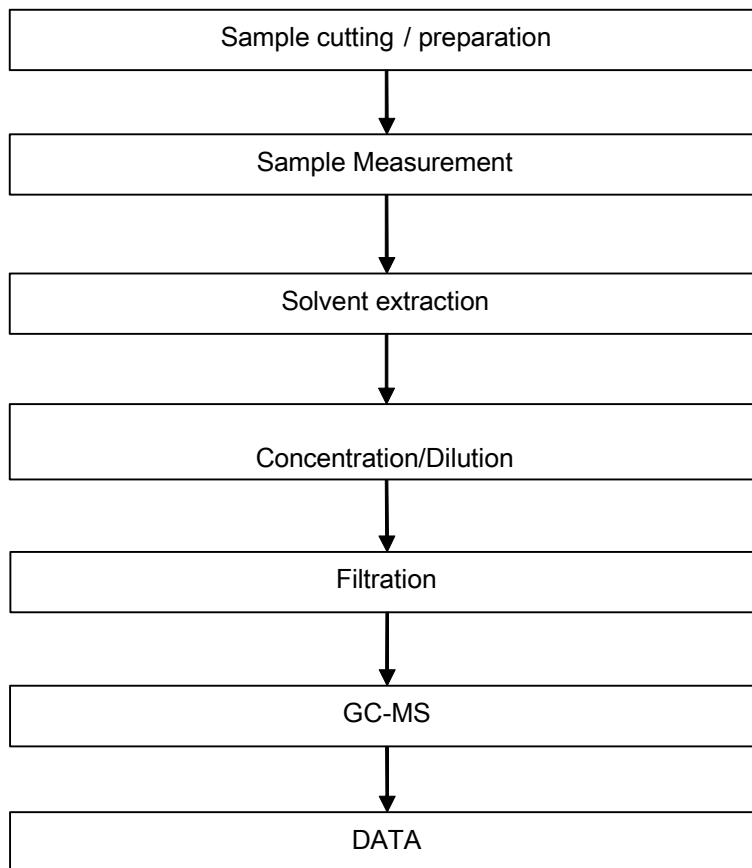 Sample cutting / preparation
Sample Measurement
Solvent extraction
Concentration/Dilution
Filtration
GC-MS
DATA